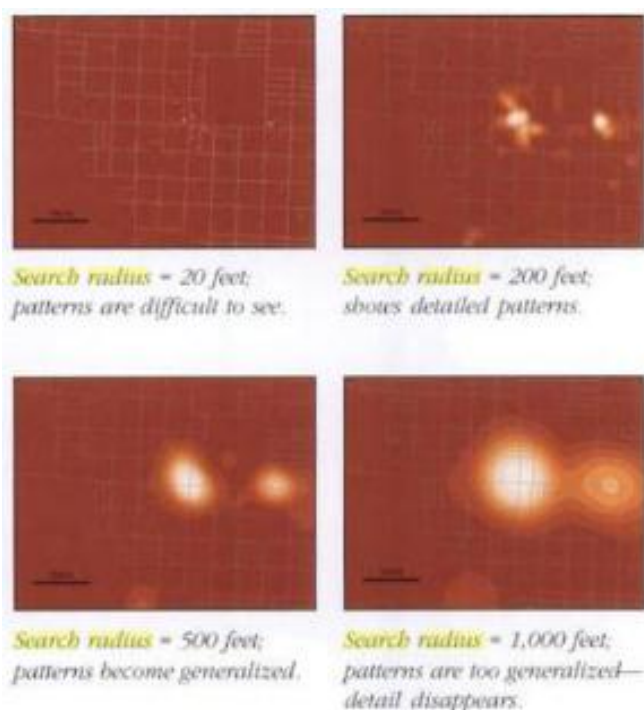 Search radius = 20 feet;
patterns are difficult to see.
Search radius = 200 feet;
shows detailed patterns.
Search radius = 500 feet;
patterns become generalized.
Search radius = 1,000 feet;
patterns are too generalized—
detail disappears.